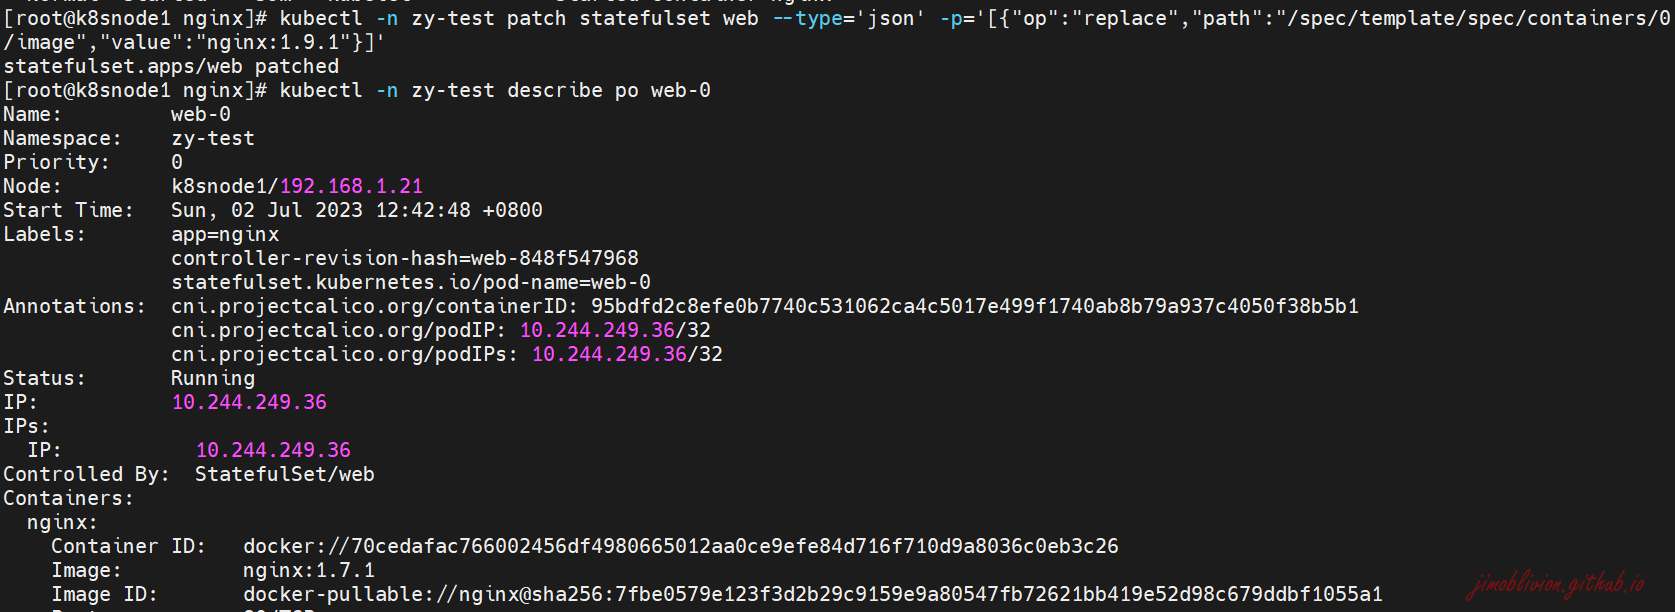 [root@k8snode1 nginx]# kubectl -n zy-test patch statefulset web --type='json' -p='[{"op":"replace","path":"/spec/template/spec/containers/0
/image","value":"nginx:1.9.1"}]'
statefulset.apps/web patched
[root@k8snode1 nginx]# kubectl -n zy-test describe po web-0
Name:         web-0
Namespace:    zy-test
Priority:     0
Node:         k8snode1/192.168.1.21
Start Time:   Sun, 02 Jul 2023 12:42:48 +0800
Labels:       app=nginx
              controller-revision-hash=web-848f547968
              statefulset.kubernetes.io/pod-name=web-0
Annotations:  cni.projectcalico.org/containerID: 95bdfd2c8efe0b7740c531062ca4c5017e499f1740ab8b79a937c4050f38b5b1
              cni.projectcalico.org/podIP: 10.244.249.36/32
              cni.projectcalico.org/podIPs: 10.244.249.36/32
Status:       Running
IP:           10.244.249.36
IPs:
  IP:           10.244.249.36
Controlled By:  StatefulSet/web
Containers:
  nginx:
    Container ID:   docker://70cedafac766002456df4980665012aa0ce9efe84d716f710d9a8036c0eb3c26
    Image:          nginx:1.7.1
    Image ID:       docker-pullable://nginx@sha256:7fbe0579e123f3d2b29c9159e9a80547fb72621bb419e52d98c679ddbf1055a1
jimoblivion.github.io